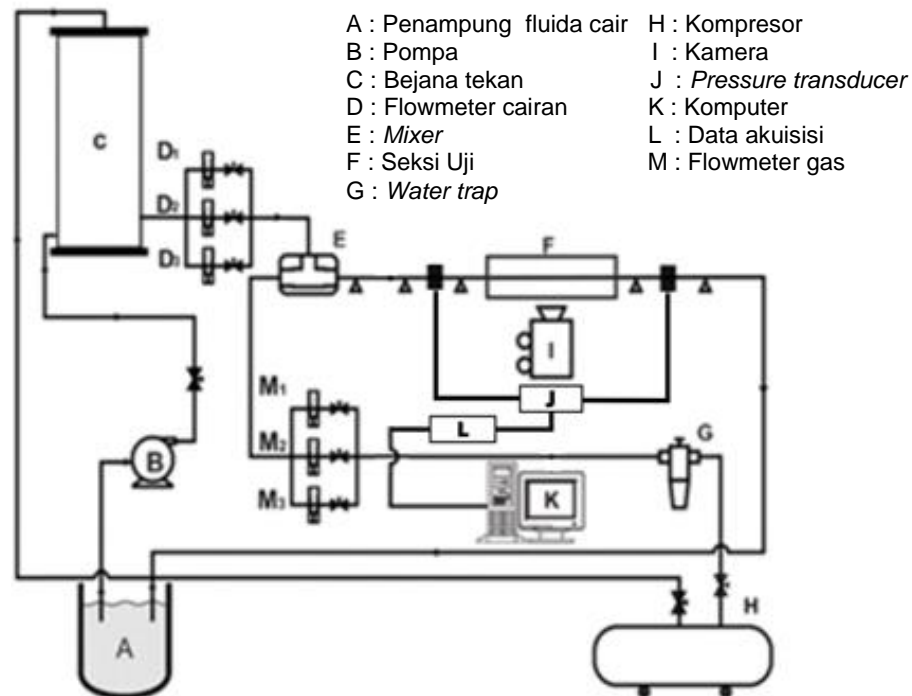 A : Penampung fluida cair H : Kompresor
B : Pompa I : Kamera
C : Bejana tekan J : Pressure transducer
D : Flowmeter cairan K : Komputer
E : Mixer L : Data akuisisi
F : Seksi Uji M : Flowmeter gas
G : Water trap
C
D1
D2
D3
E
F
I
J
M1
M2
M3
L
G
B
K
A
H